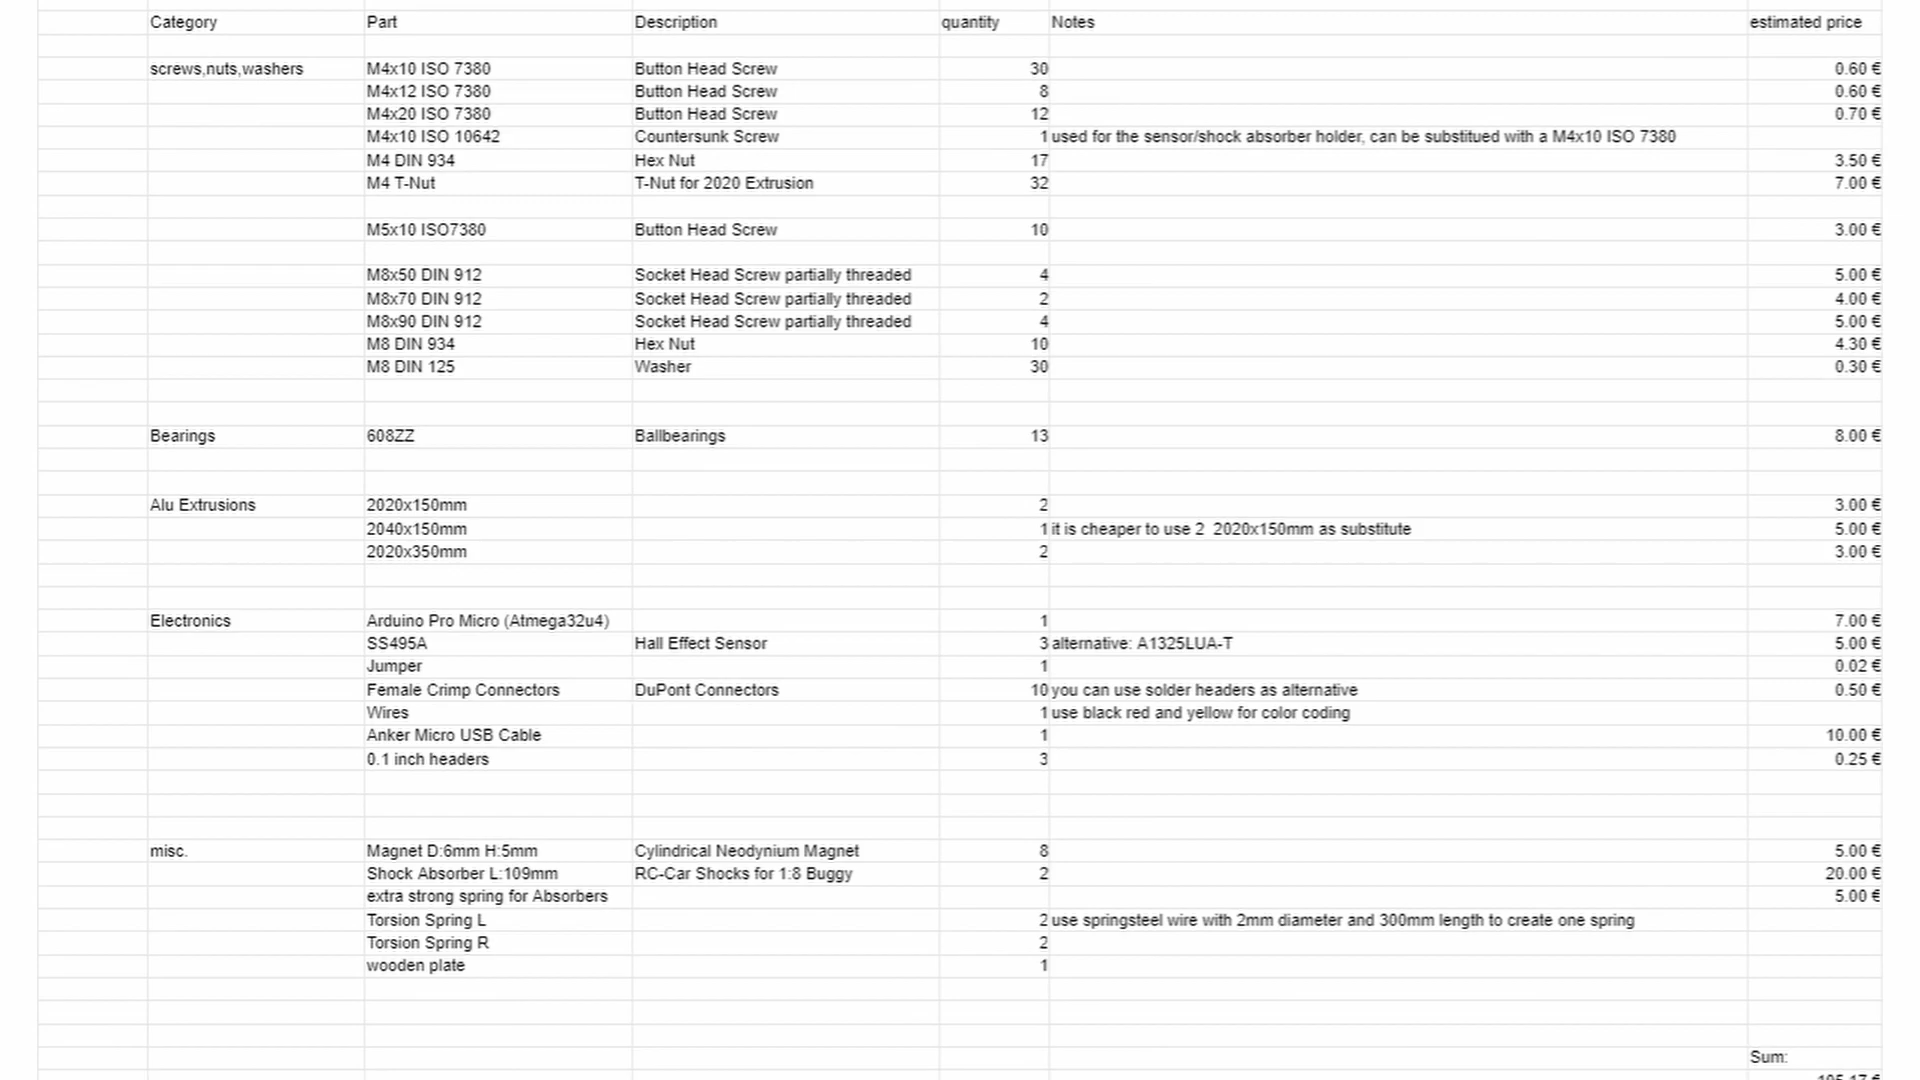 Category Part Description quantity Notes estimated price
screws,nuts,washers M4x10 ISO 7380 Button Head Screw 30 0.60 €
M4x12 ISO 7380 Button Head Screw 8 0.60 €
M4x20 ISO 7380 Button Head Screw 12 0.70 €
M4x10 ISO 10642 Countersunk Screw 1 used for the sensor/shock absorber holder, can be substitued with a M4x10 ISO 7380
M4 DIN 934 Hex Nut 17 3.50 €
M4 T-Nut T-Nut for 2020 Extrusion 32 7.00 €
M5x10 ISO7380 Button Head Screw 10 3.00 €
M8x50 DIN 912 Socket Head Screw partially threaded 4 5.00 €
M8x70 DIN 912 Socket Head Screw partially threaded 2 4.00 €
M8x90 DIN 912 Socket Head Screw partially threaded 4 5.00 €
M8 DIN 934 Hex Nut 10 4.30 €
M8 DIN 125 Washer 30 0.30 €
Bearings 608ZZ Ballbearings 13 8.00 €
Alu Extrusions 2020x150mm 2 3.00 €
2040x150mm 1 it is cheaper to use 2 2020x150mm as substitute 5.00 €
2020x350mm 2 3.00 €
Electronics Arduino Pro Micro (Atmega32u4) 1 7.00 €
SS495A Hall Effect Sensor 3 alternative: A1325LUA-T 5.00 €
Jumper 1 0.02 €
Female Crimp Connectors DuPont Connectors 10 you can use solder headers as alternative 0.50 €
Wires 1 use black red and yellow for color coding
Anker Micro USB Cable 1 10.00 €
0.1 inch headers 3 0.25 €
misc. Magnet D:6mm H:5mm Cylindrical Neodynium Magnet 8 5.00 €
Shock Absorber L:109mm RC-Car Shocks for 1:8 Buggy 2 20.00 €
extra strong spring for Absorbers 5.00 €
Torsion Spring L 2 use springsteel wire with 2mm diameter and 300mm length to create one spring
Torsion Spring R 2
wooden plate 1
Sum: